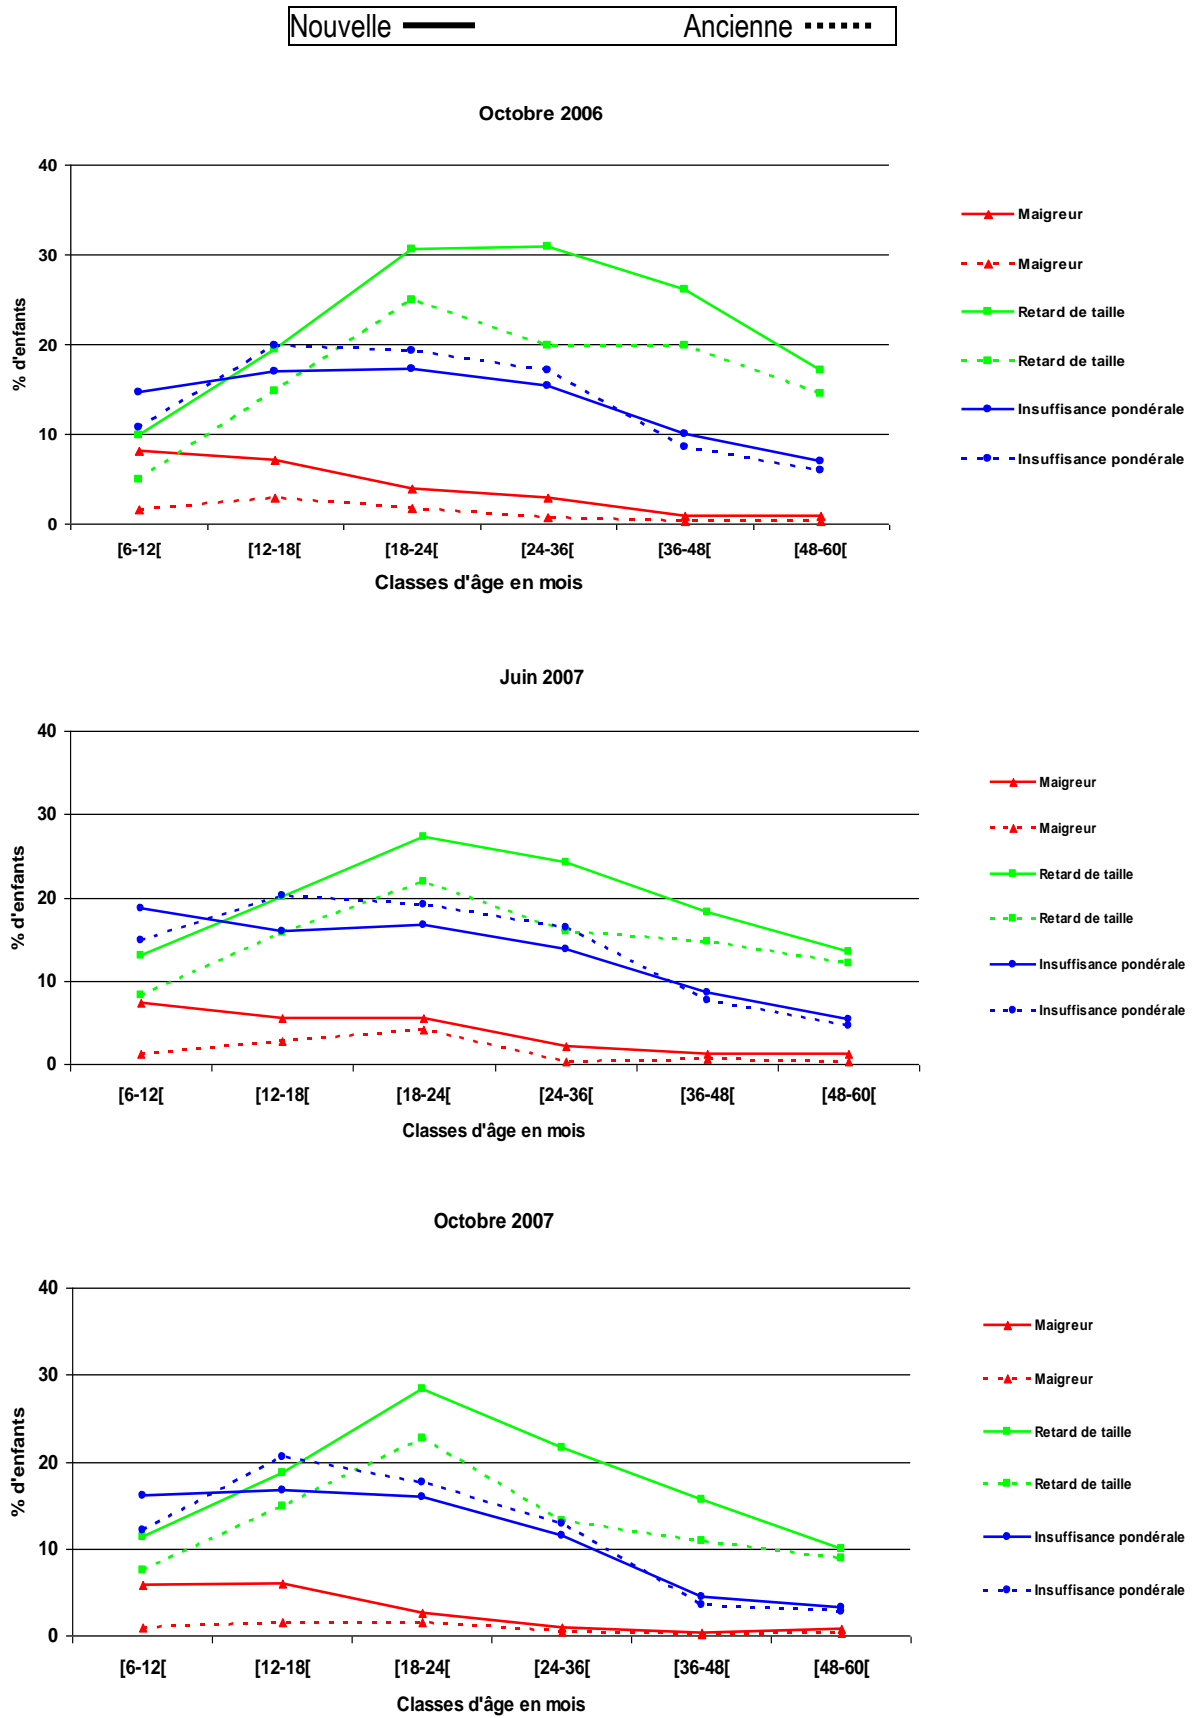 Nouvelle Ancienne
Octobre 2006
40
30
20
10
0
% d'enfants
[6-12[ [12-18[ [18-24[ [24-36[ [36-48[ [48-60[
Classes d'âge en mois
Maigreur
Maigreur
Retard de taille
Retard de taille
Insuffisance pondérale
Insuffisance pondérale
Juin 2007
40
30
20
10
0
% d'enfants
[6-12[ [12-18[ [18-24[ [24-36[ [36-48[ [48-60[
Classes d'âge en mois
Maigreur
Maigreur
Retard de taille
Retard de taille
Insuffisance pondérale
Insuffisance pondérale
Octobre 2007
40
30
20
10
0
% d'enfants
[6-12[ [12-18[ [18-24[ [24-36[ [36-48[ [48-60[
Classes d'âge en mois
Maigreur
Maigreur
Retard de taille
Retard de taille
Insuffisance pondérale
Insuffisance pondérale